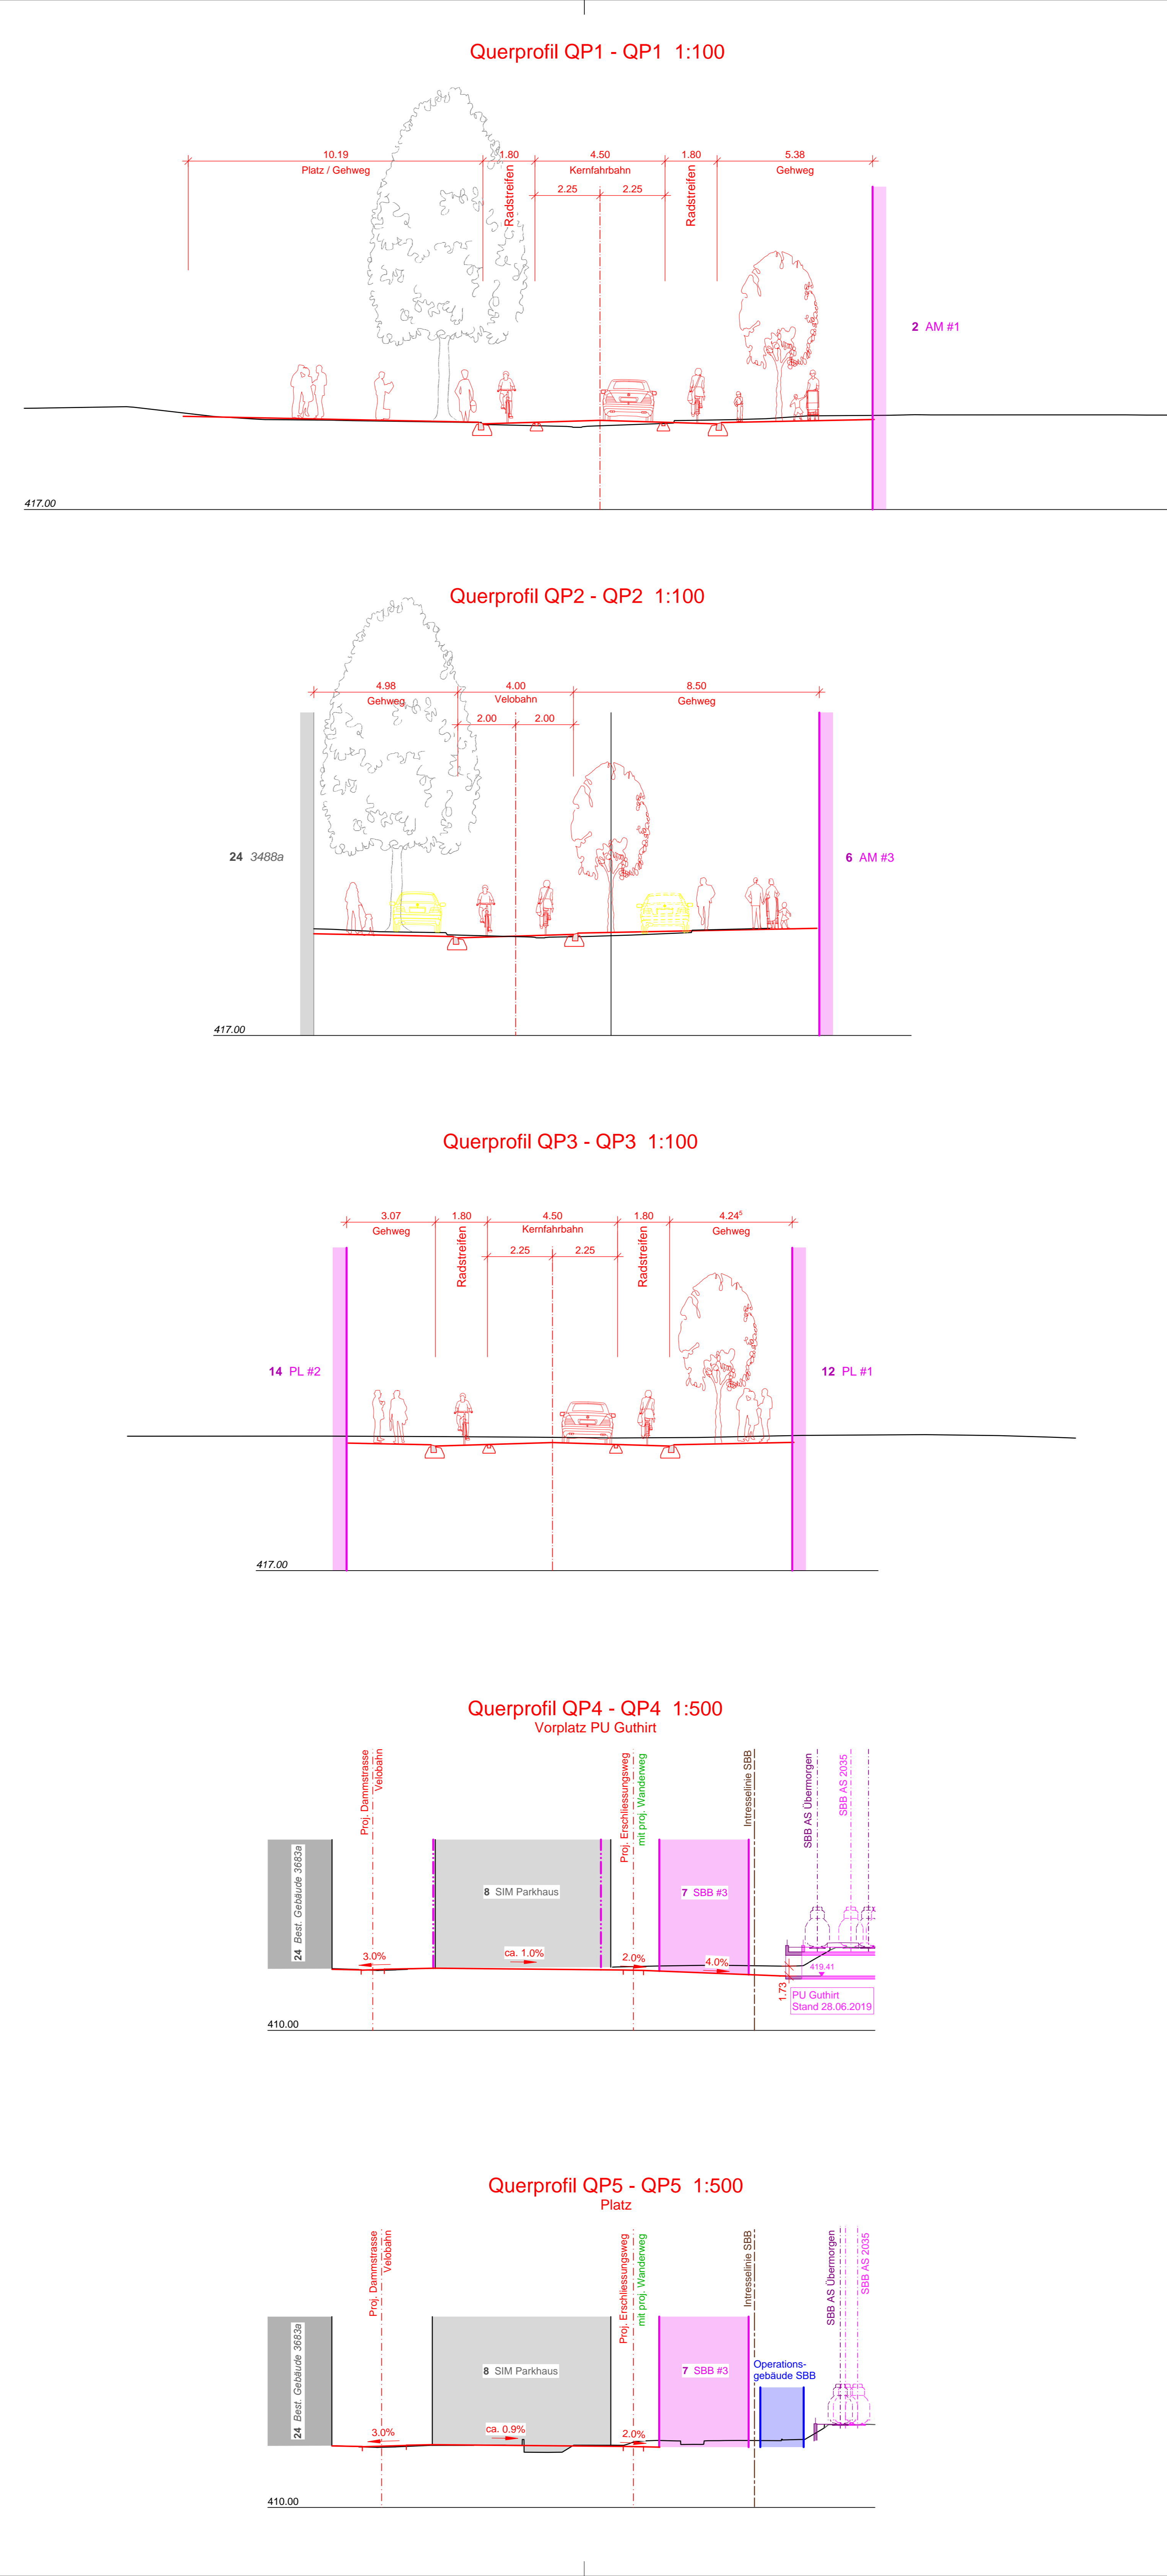 Querprofil QP1 - QP1 1:100
10.19
1.80
4.50
1.80
5.38
Platz / Gehweg
Radstreifen
Kernfahrbahn
Radstreifen
Gehweg
2.25
2.25
2 AM #1
417.00
Querprofil QP2 - QP2 1:100
4.98
4.00
8.50
Gehweg
Velobahn
Gehweg
2.00
2.00
24 3488a
6 AM #3
417.00
Querprofil QP3 - QP3 1:100
3.07
1.80
4.50
1.80
4.24⁵
Gehweg
Radstreifen
Kernfahrbahn
Radstreifen
Gehweg
2.25
2.25
14 PL #2
12 PL #1
417.00
Querprofil QP4 - QP4 1:500
Vorplatz PU Guthirt
Proj. Dammstrasse
Velobahn
Proj. Erschliessungsweg
mit proj. Wanderweg
Intresselinie SBB
SBB AS Übermorgen
SBB AS 2035
24 Best. Gebäude 3683a
8 SIM Parkhaus
7 SBB #3
3.0%
ca. 1.0%
2.0%
4.0%
419.41
1.73
PU Guthirt
Stand 28.06.2019
410.00
Querprofil QP5 - QP5 1:500
Platz
Proj. Dammstrasse
Velobahn
Proj. Erschliessungsweg
mit proj. Wanderweg
Intresselinie SBB
SBB AS Übermorgen
SBB AS 2035
24 Best. Gebäude 3683a
8 SIM Parkhaus
7 SBB #3
Operations-
gebäude SBB
3.0%
ca. 0.9%
2.0%
410.00